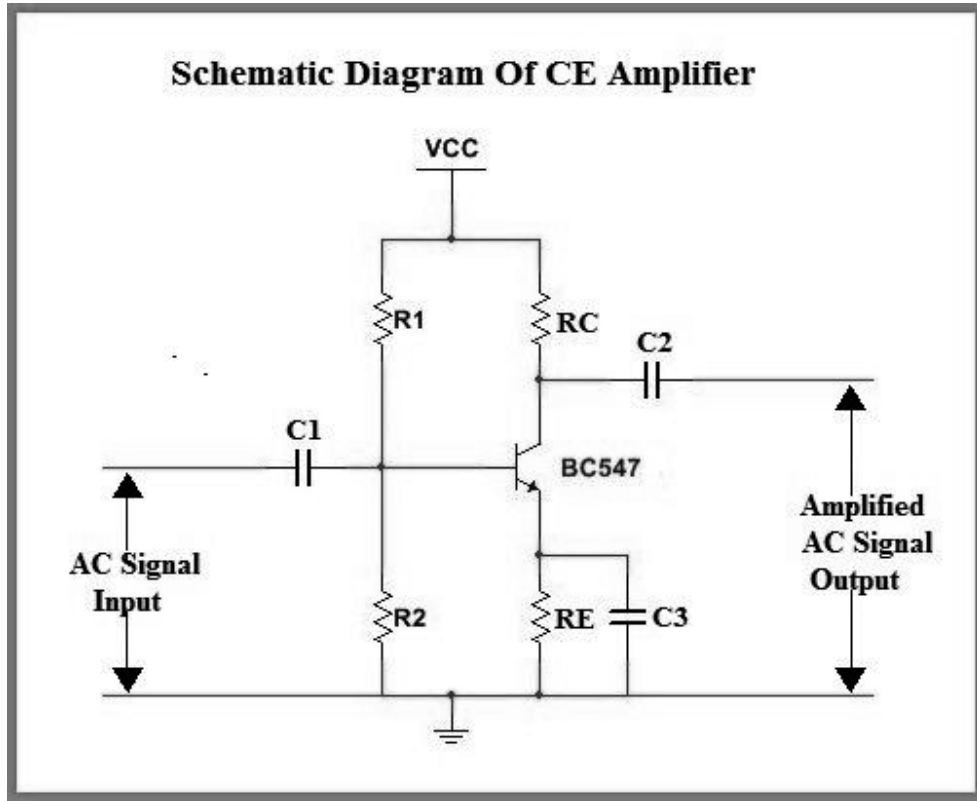 Schematic Diagram Of CE Amplifier
VCC
R1
RC
C2
C1
BC547
AC Signal
Input
Amplified
AC Signal
Output
R2
RE
C3